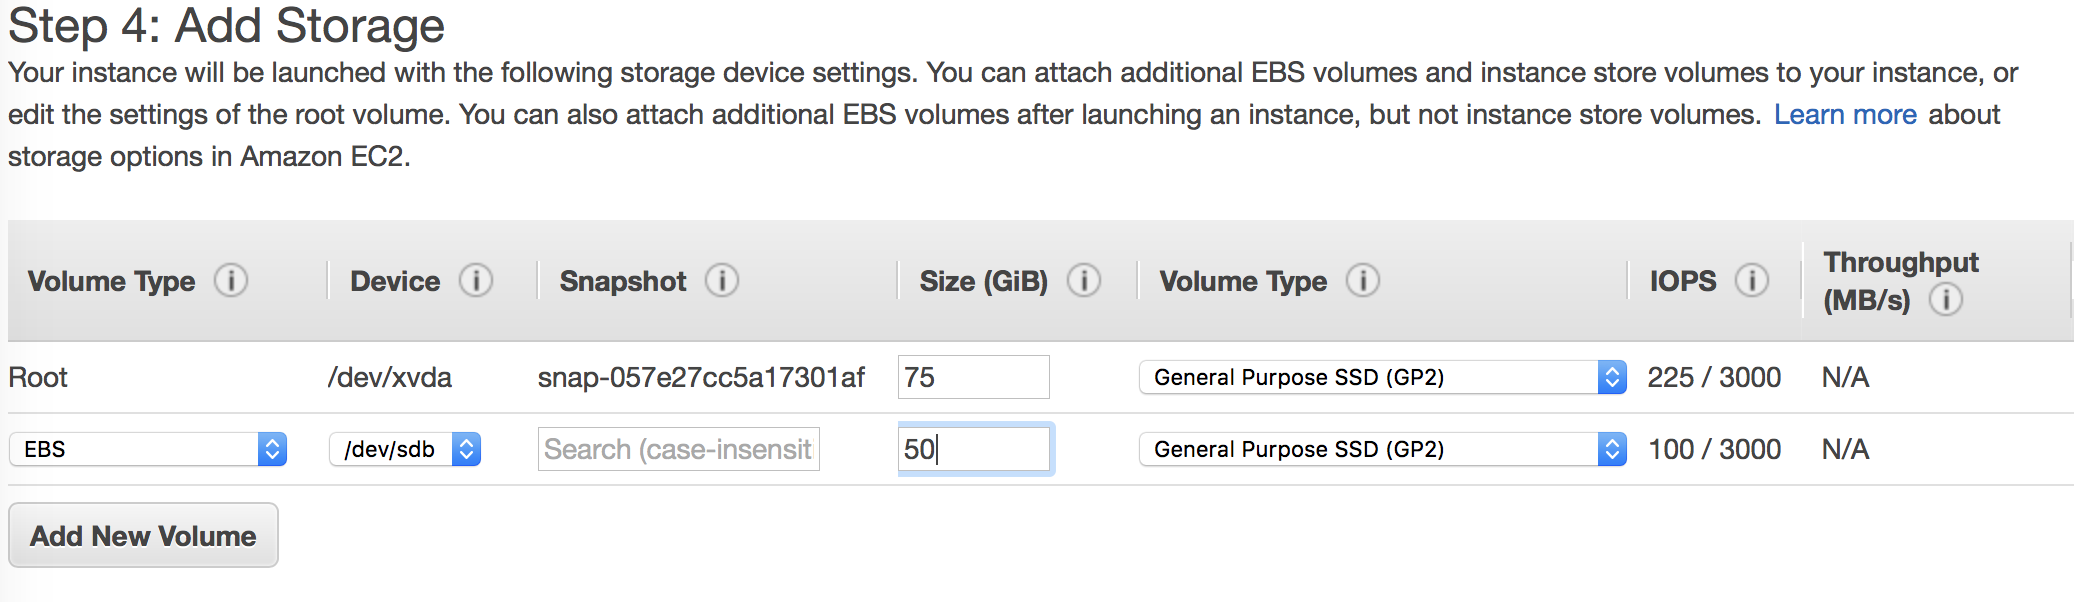 Step 4: Add Storage
Your instance will be launched with the following storage device settings. You can attach additional EBS volumes and instance store volumes to your instance, or
edit the settings of the root volume. You can also attach additional EBS volumes after launching an instance, but not instance store volumes. Learn more about
storage options in Amazon EC2.
Volume Type i Device i Snapshot i Size (GiB) i Volume Type i IOPS i Throughput (MB/s) i
Root /dev/xvda snap-057e27cc5a17301af 75 General Purpose SSD (GP2) 225 / 3000 N/A
EBS /dev/sdb Search (case-insensit 50 General Purpose SSD (GP2) 100 / 3000 N/A
Add New Volume